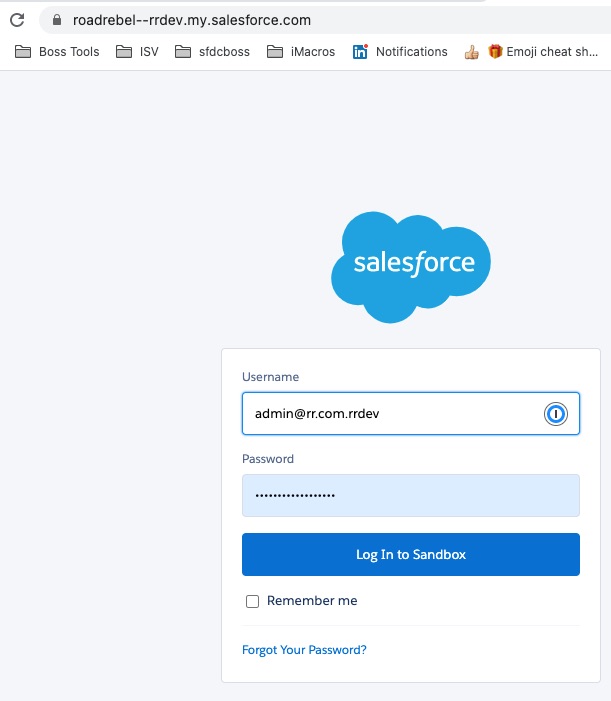 roadrebel--rrdev.my.salesforce.com
Boss Tools ISV sfdcboss iMacros Notifications Emoji cheat sh...
salesforce
Username
admin@rr.com.rrdev
Password
••••••••••••••••••
Log In to Sandbox
Remember me
Forgot Your Password?